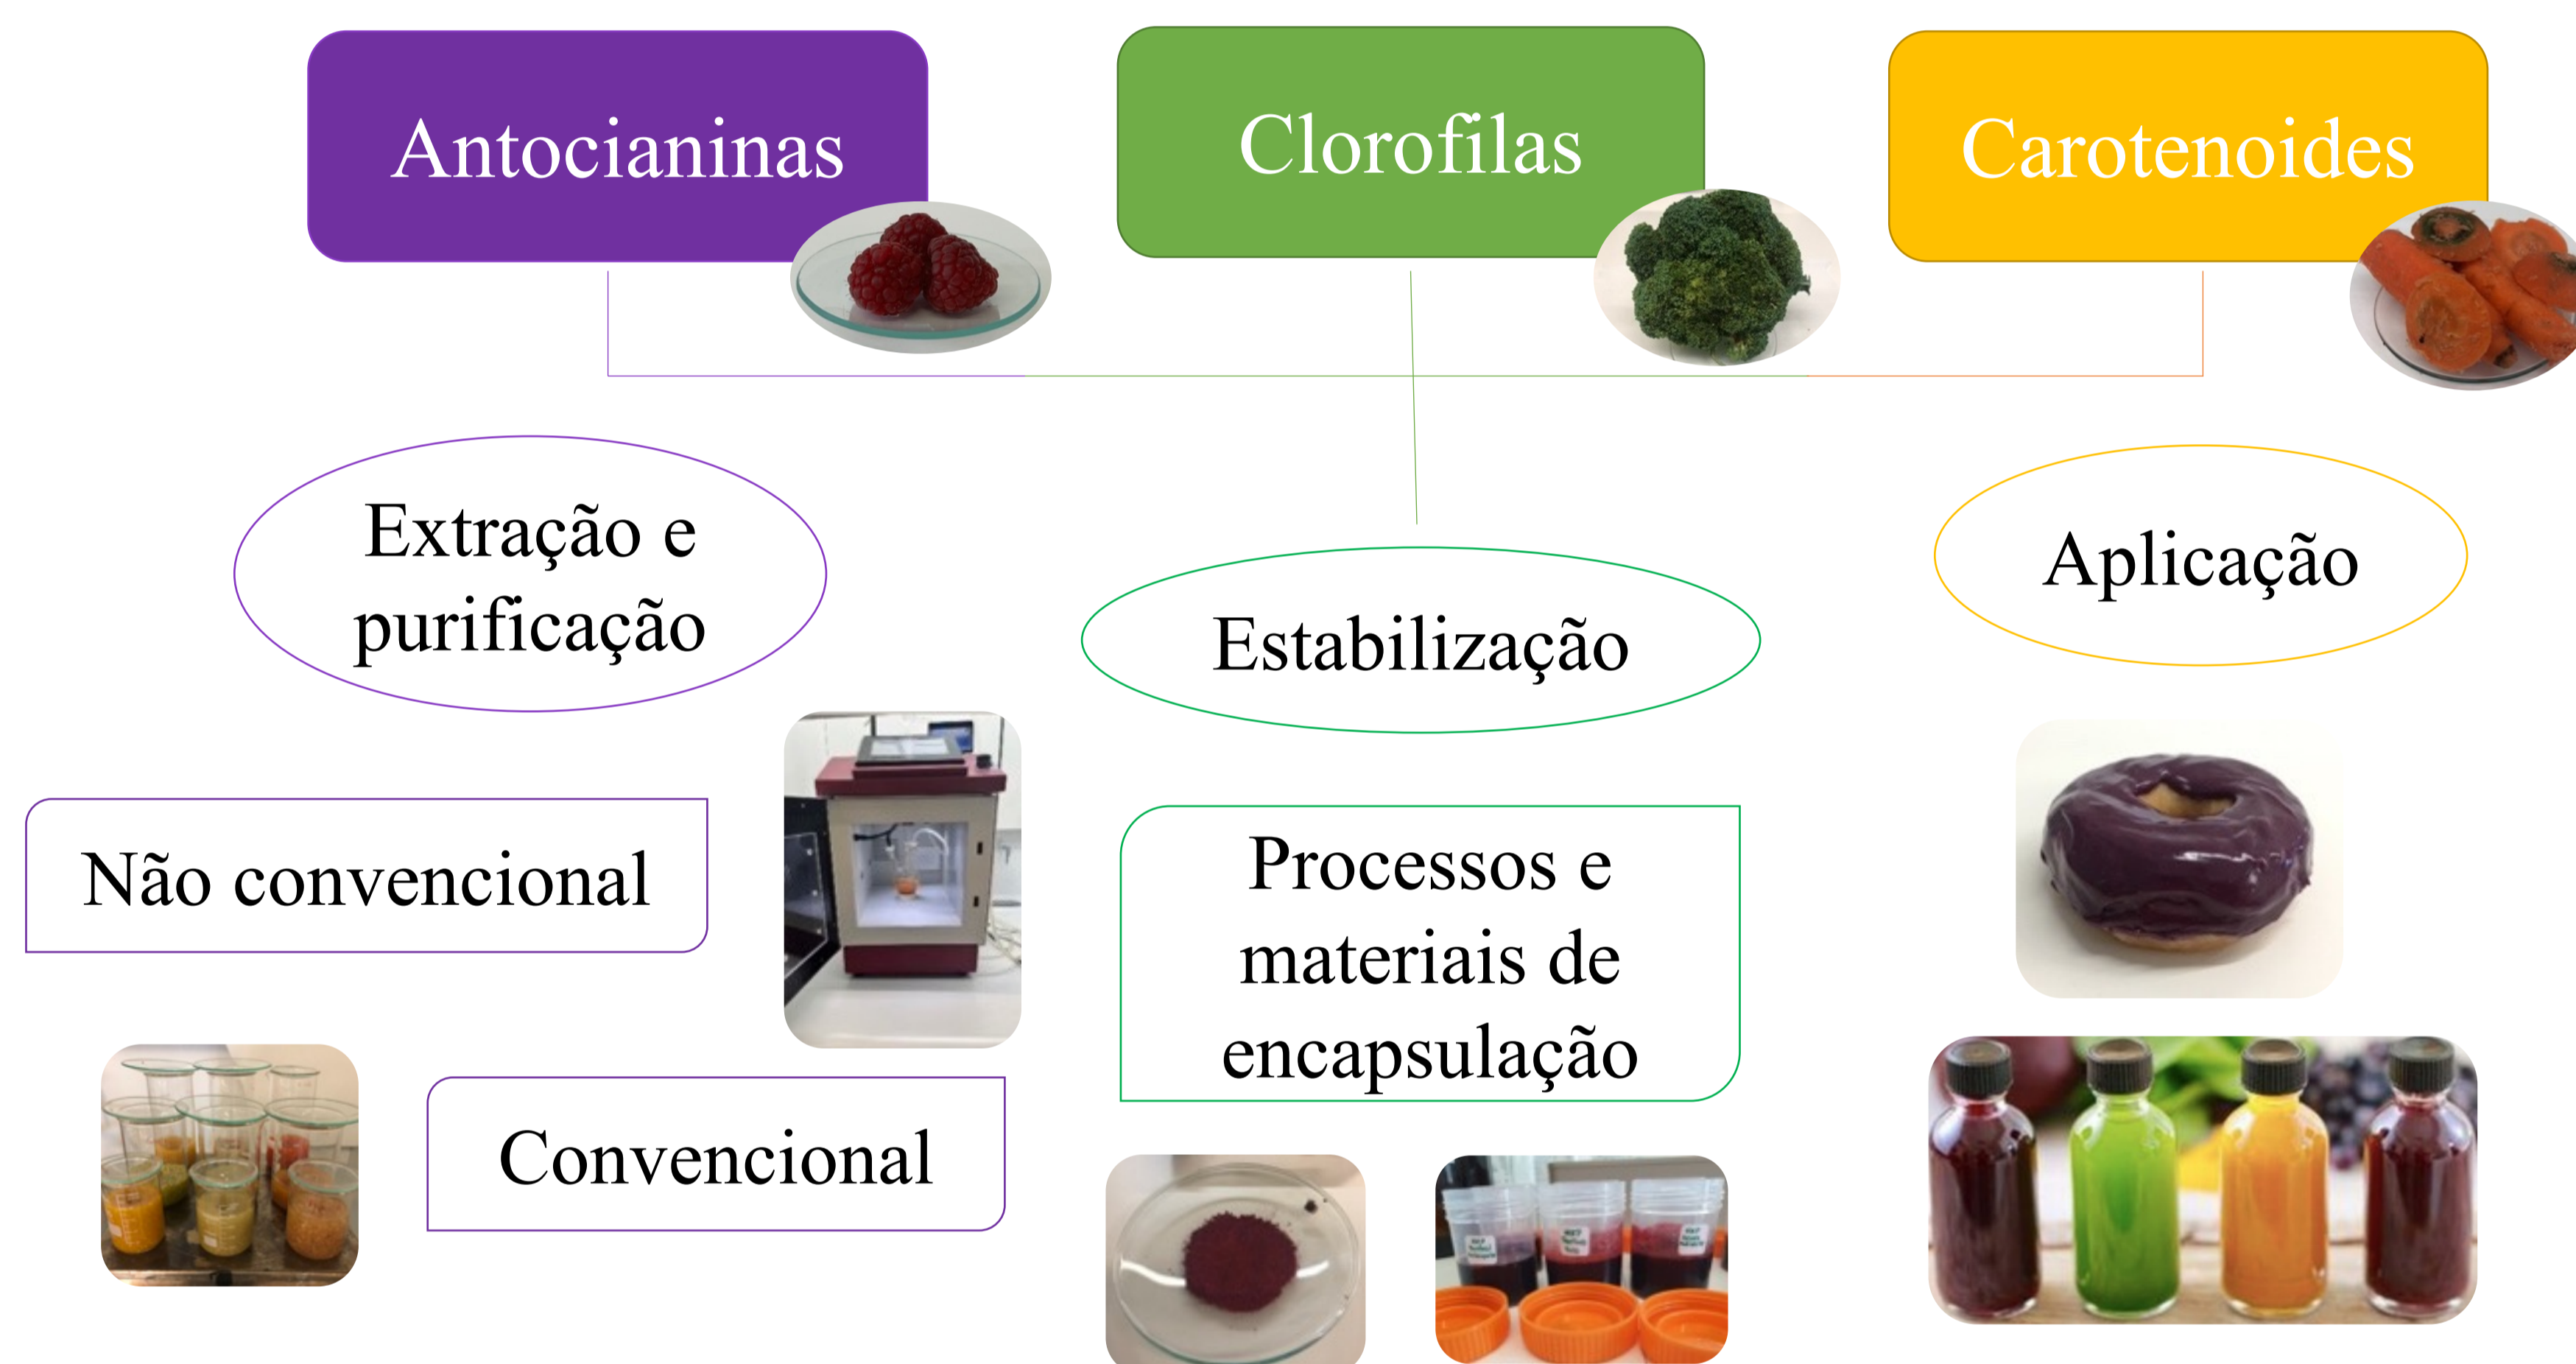 Antocianinas
Clorofilas
Carotenoides
Extração e
purificação
Estabilização
Aplicação
Não convencional
Convencional
Processos e
materiais de
encapsulação